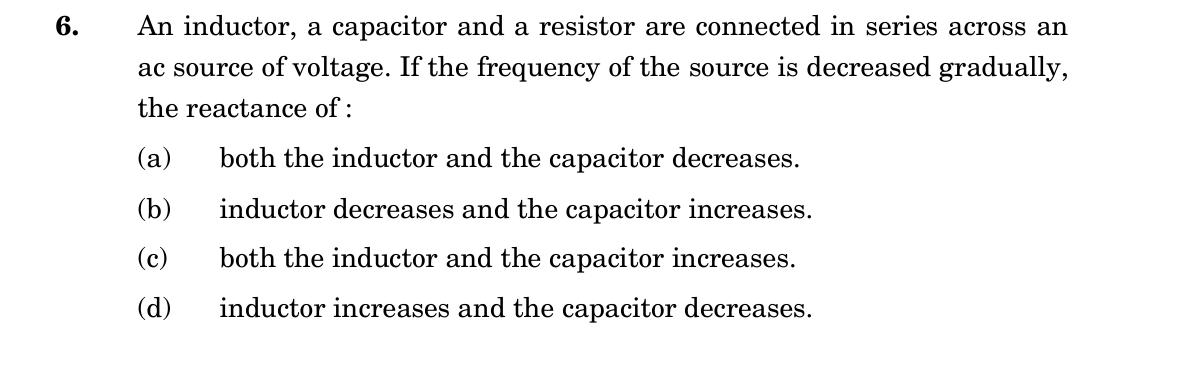 6. An inductor, a capacitor and a resistor are connected in series across an
ac source of voltage. If the frequency of the source is decreased gradually,
the reactance of :
(a) both the inductor and the capacitor decreases.
(b) inductor decreases and the capacitor increases.
(c) both the inductor and the capacitor increases.
(d) inductor increases and the capacitor decreases.